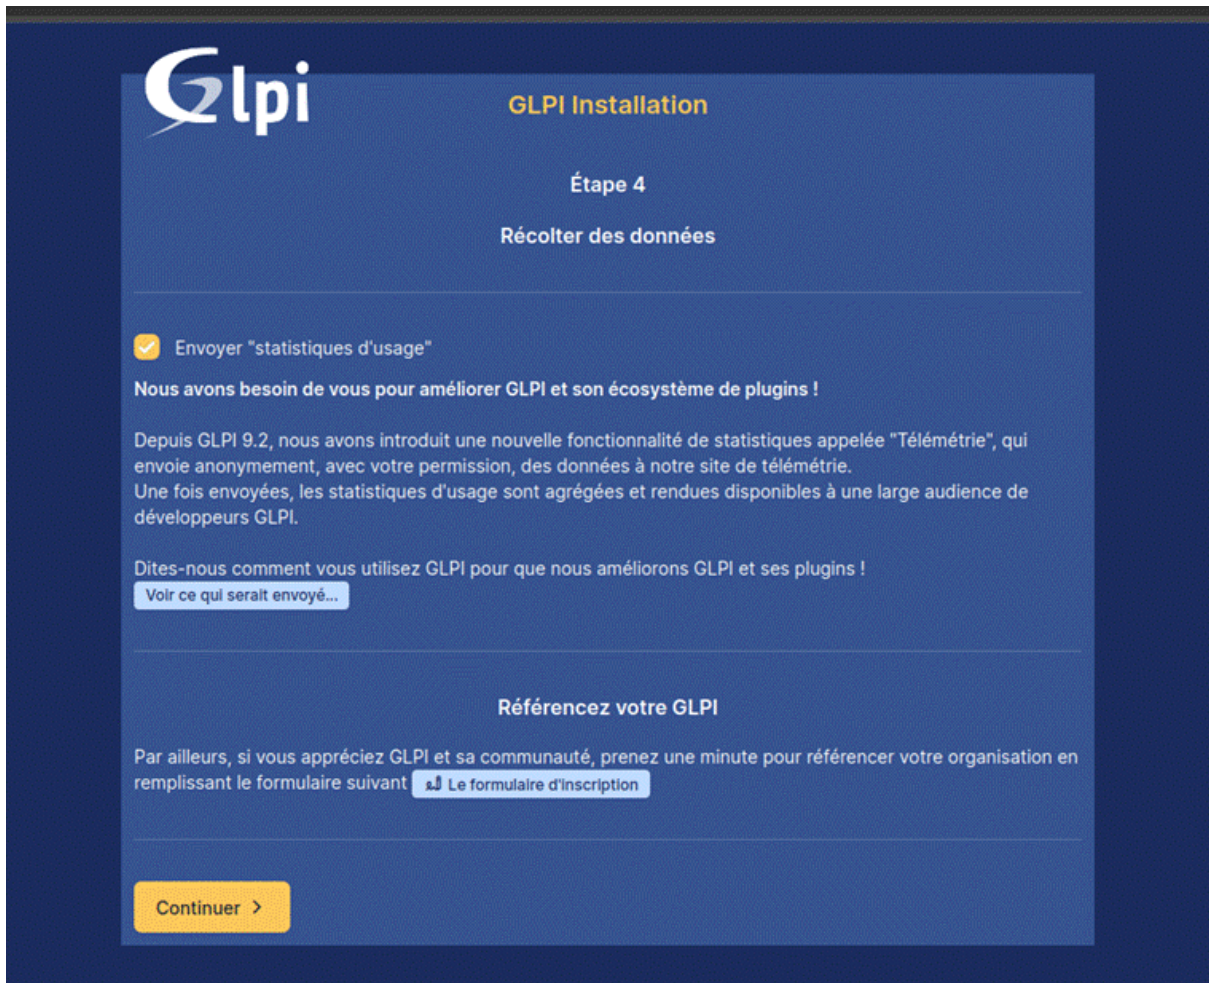 Glpi
GLPI Installation
Étape 4
Récolter des données
Envoyer "statistiques d'usage"
Nous avons besoin de vous pour améliorer GLPI et son écosystème de plugins !
Depuis GLPI 9.2, nous avons introduit une nouvelle fonctionnalité de statistiques appelée "Télémétrie", qui
envoie anonymement, avec votre permission, des données à notre site de télémétrie.
Une fois envoyées, les statistiques d'usage sont agrégées et rendues disponibles à une large audience de
développeurs GLPI.
Dites-nous comment vous utilisez GLPI pour que nous améliorons GLPI et ses plugins !
Voir ce qui serait envoyé...
Référencez votre GLPI
Par ailleurs, si vous appréciez GLPI et sa communauté, prenez une minute pour référencer votre organisation en
remplissant le formulaire suivant Le formulaire d'inscription
Continuer >